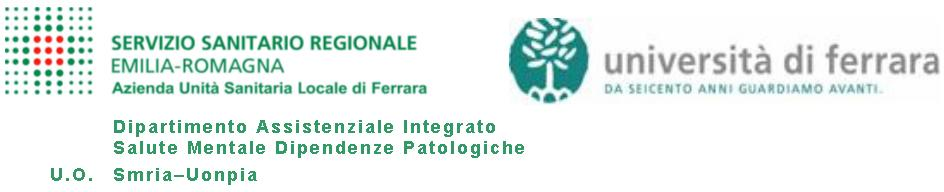 SERVIZIO SANITARIO REGIONALE
EMILIA-ROMAGNA
Azienda Unità Sanitaria Locale di Ferrara
università di ferrara
DA SEICENTO ANNI GUARDIAMO AVANTI.
Dipartimento Assistenziale Integrato
Salute Mentale Dipendenze Patologiche
U.O. Smria–Uonpia